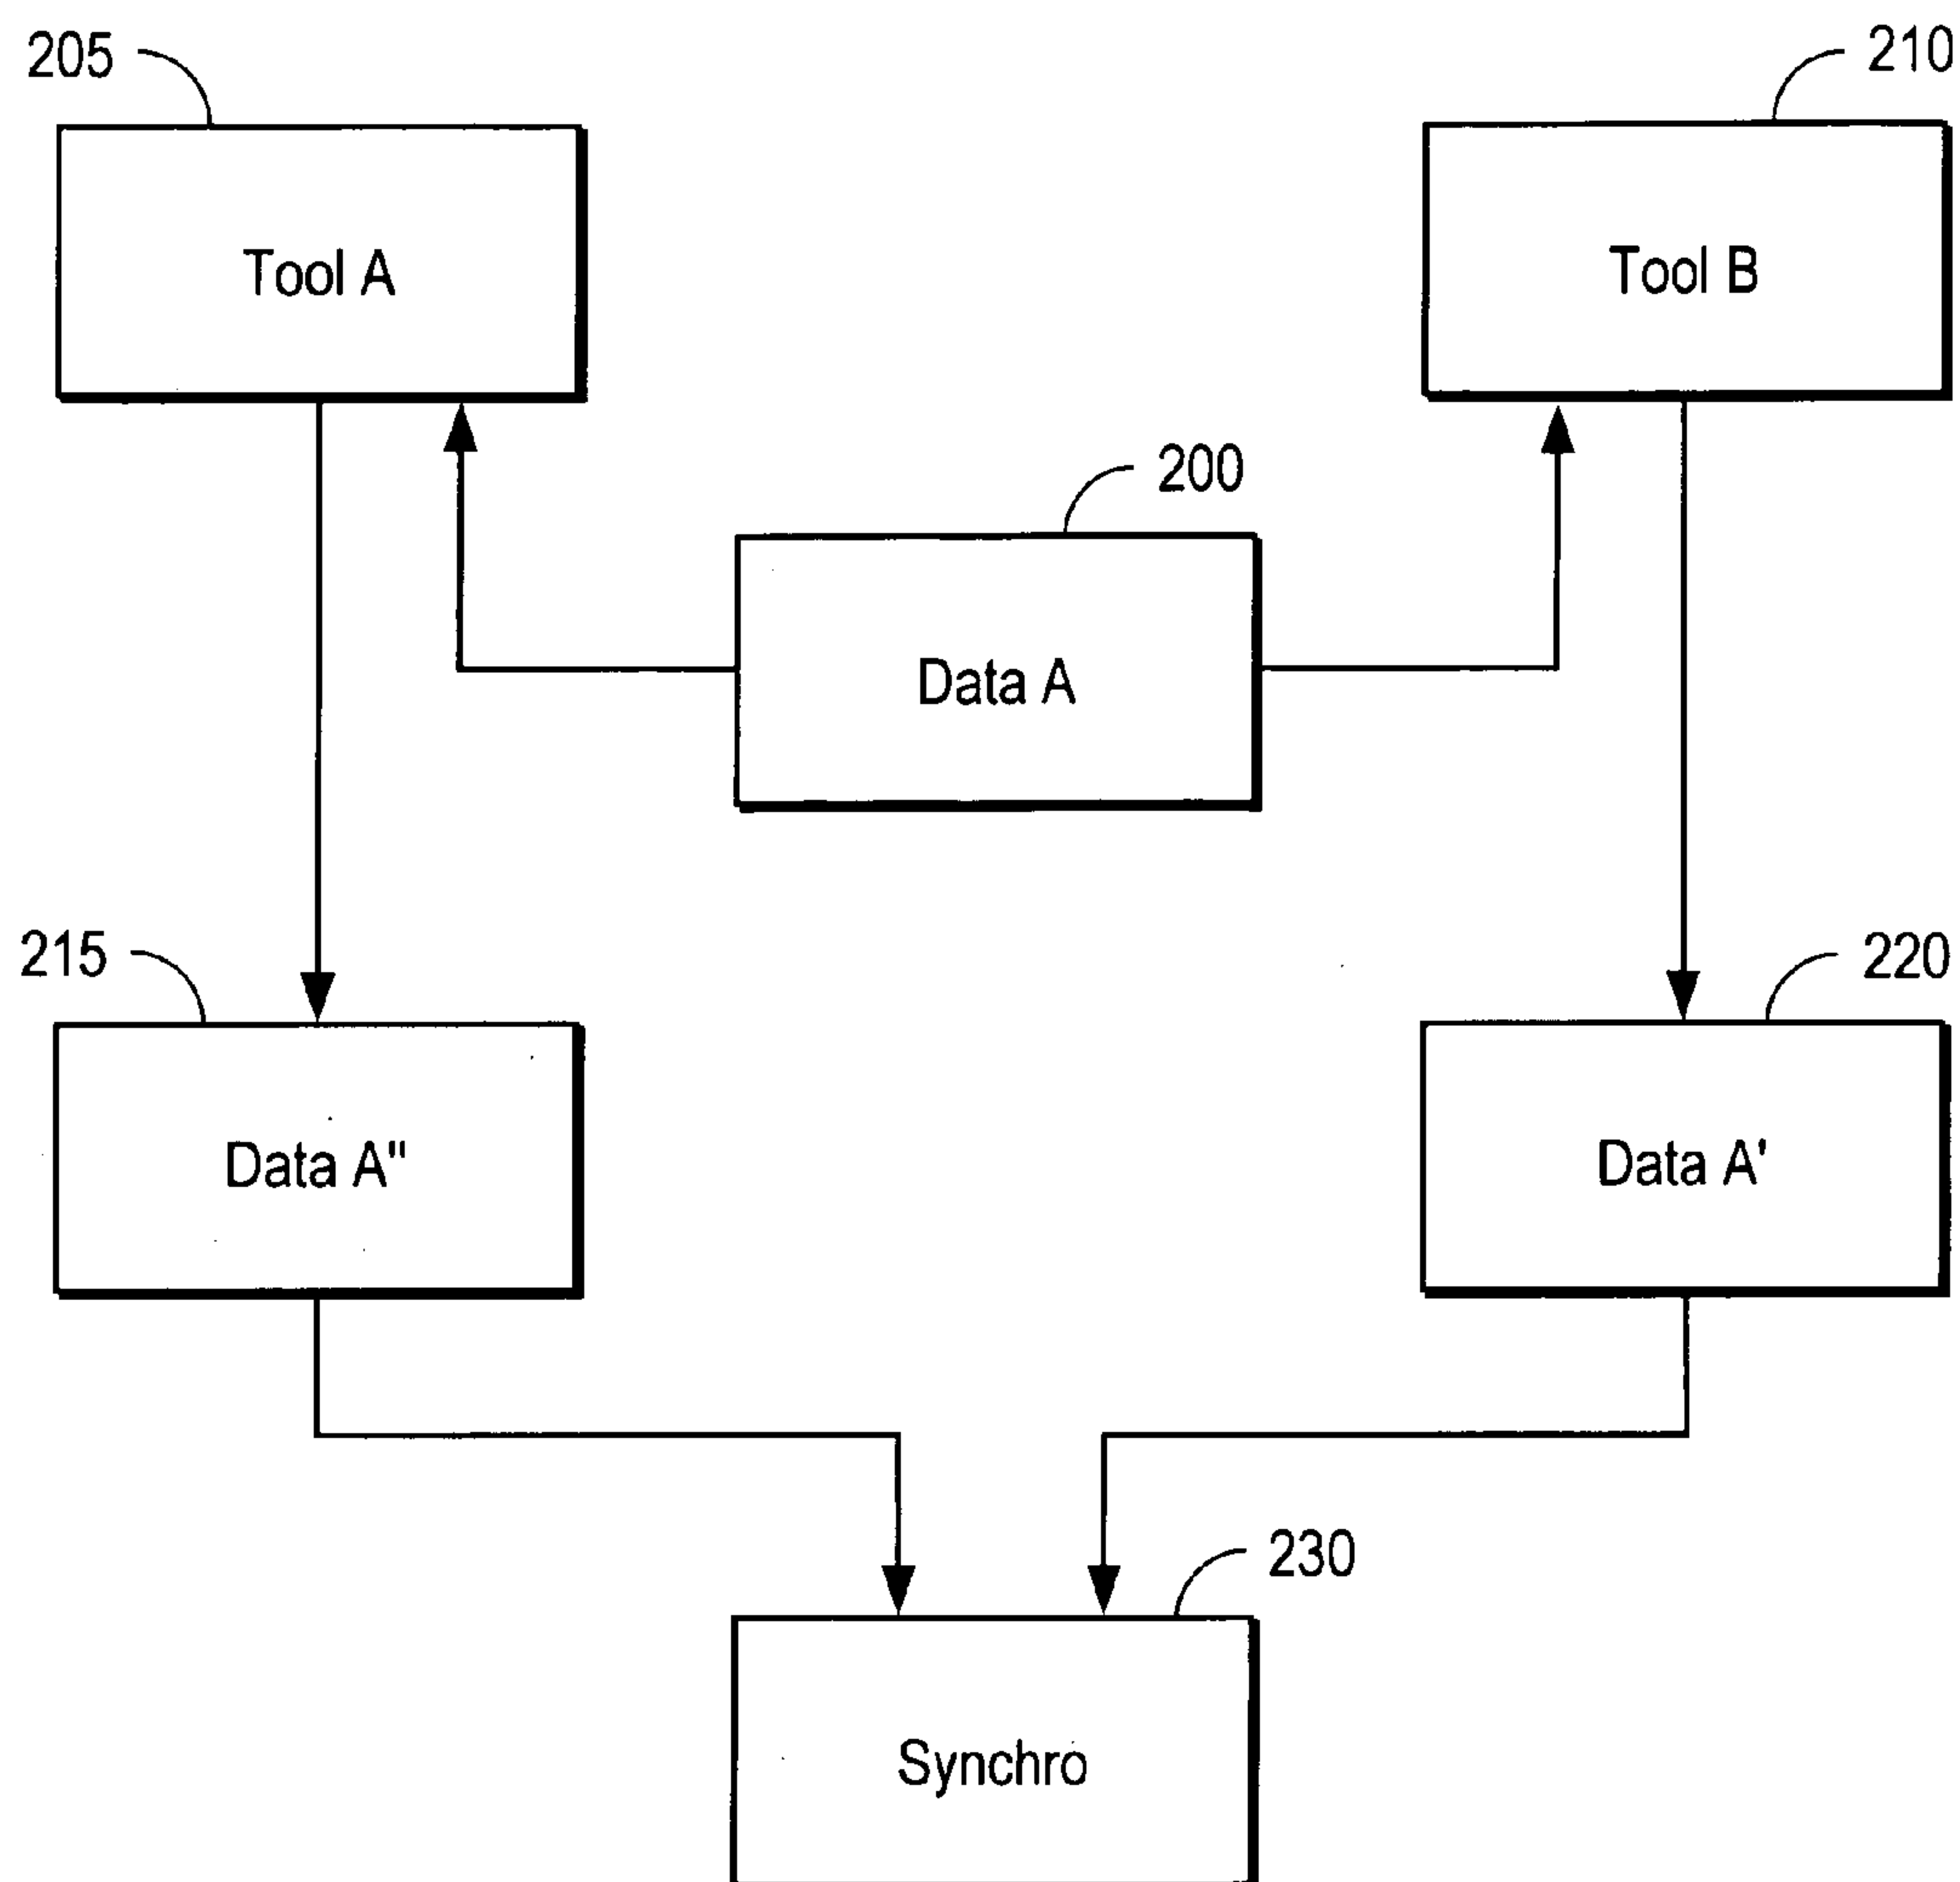 205
210
Tool A
Tool B
200
Data A
215
220
Data A"
Data A'
230
Synchro